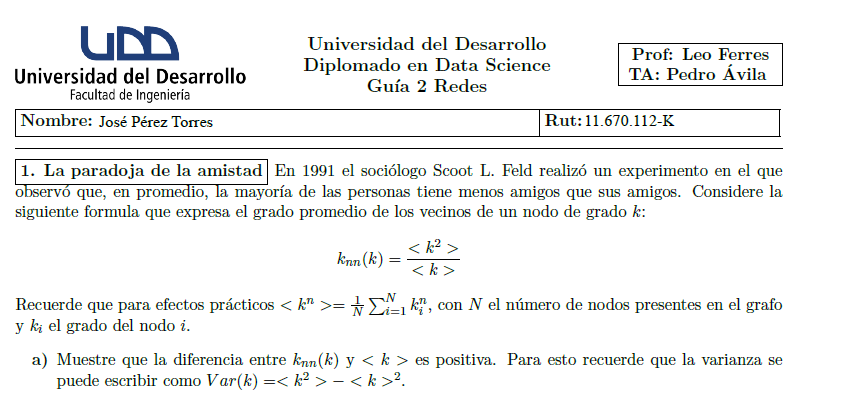 UDD
Universidad del Desarrollo
Facultad de Ingeniería
Universidad del Desarrollo
Diplomado en Data Science
Guía 2 Redes
Prof: Leo Ferres
TA: Pedro Ávila
Nombre: José Pérez Torres
Rut: 11.670.112-K
1. La paradoja de la amistad En 1991 el sociólogo Scoot L. Feld realizó un experimento en el que
observó que, en promedio, la mayoría de las personas tiene menos amigos que sus amigos. Considere la
siguiente formula que expresa el grado promedio de los vecinos de un nodo de grado k:
k_{nn}(k) = \frac{< k^2 >}{< k >}
Recuerde que para efectos prácticos < k^n >= \frac{1}{N} \sum_{i=1}^{N} k_i^n, con N el número de nodos presentes en el grafo
y k_i el grado del nodo i.
a) Muestre que la diferencia entre k_{nn}(k) y < k > es positiva. Para esto recuerde que la varianza se
puede escribir como Var(k) =< k^2 > − < k >^2.